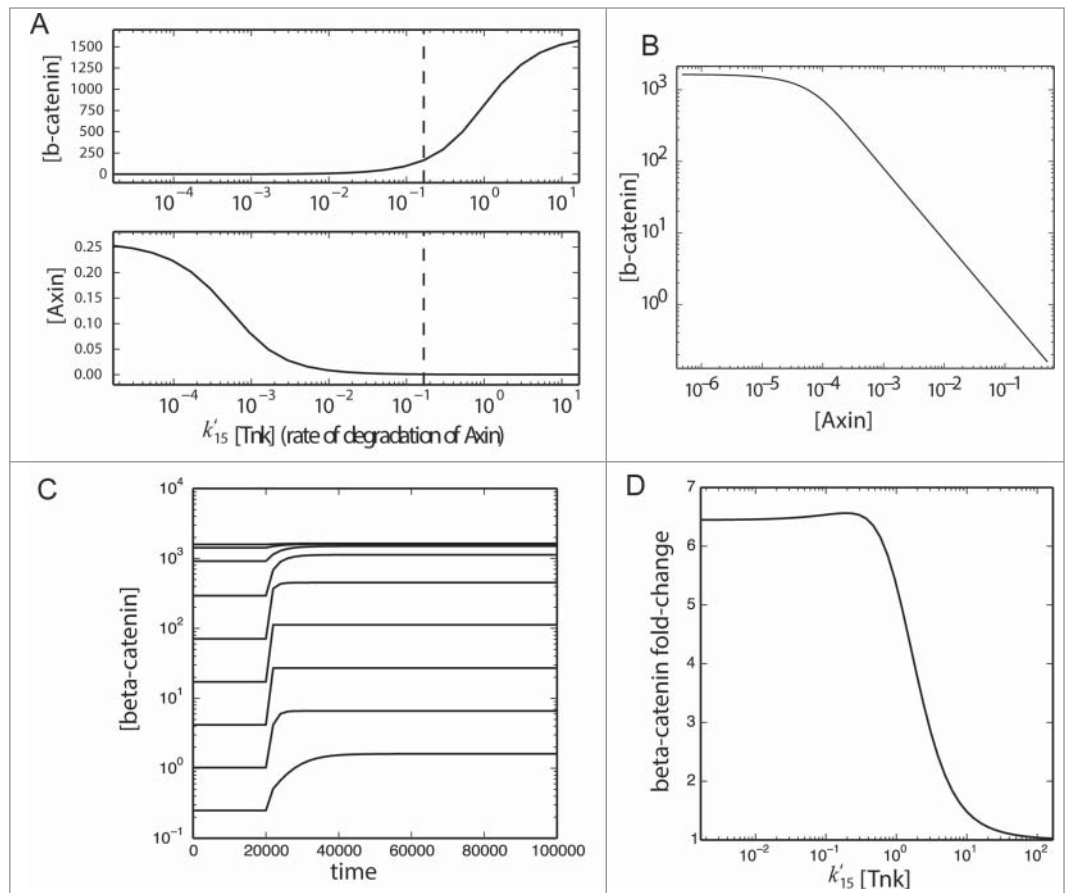 A
[b-catenin]
1500
1250
1000
750
500
250
0
10⁻⁴ 10⁻³ 10⁻² 10⁻¹ 10⁰ 10¹
[Axin]
0.25
0.20
0.15
0.10
0.05
0.00
10⁻⁴ 10⁻³ 10⁻² 10⁻¹ 10⁰ 10¹
k′₁₅ [Tnk] (rate of degradation of Axin)
B
[b-catenin]
10³
10²
10¹
10⁰
10⁻⁶ 10⁻⁵ 10⁻⁴ 10⁻³ 10⁻² 10⁻¹
[Axin]
C
[beta-catenin]
10⁴
10³
10²
10¹
10⁰
10⁻¹
0 20000 40000 60000 80000 100000
time
D
beta-catenin fold-change
7
6
5
4
3
2
1
10⁻² 10⁻¹ 10⁰ 10¹ 10²
k′₁₅ [Tnk]